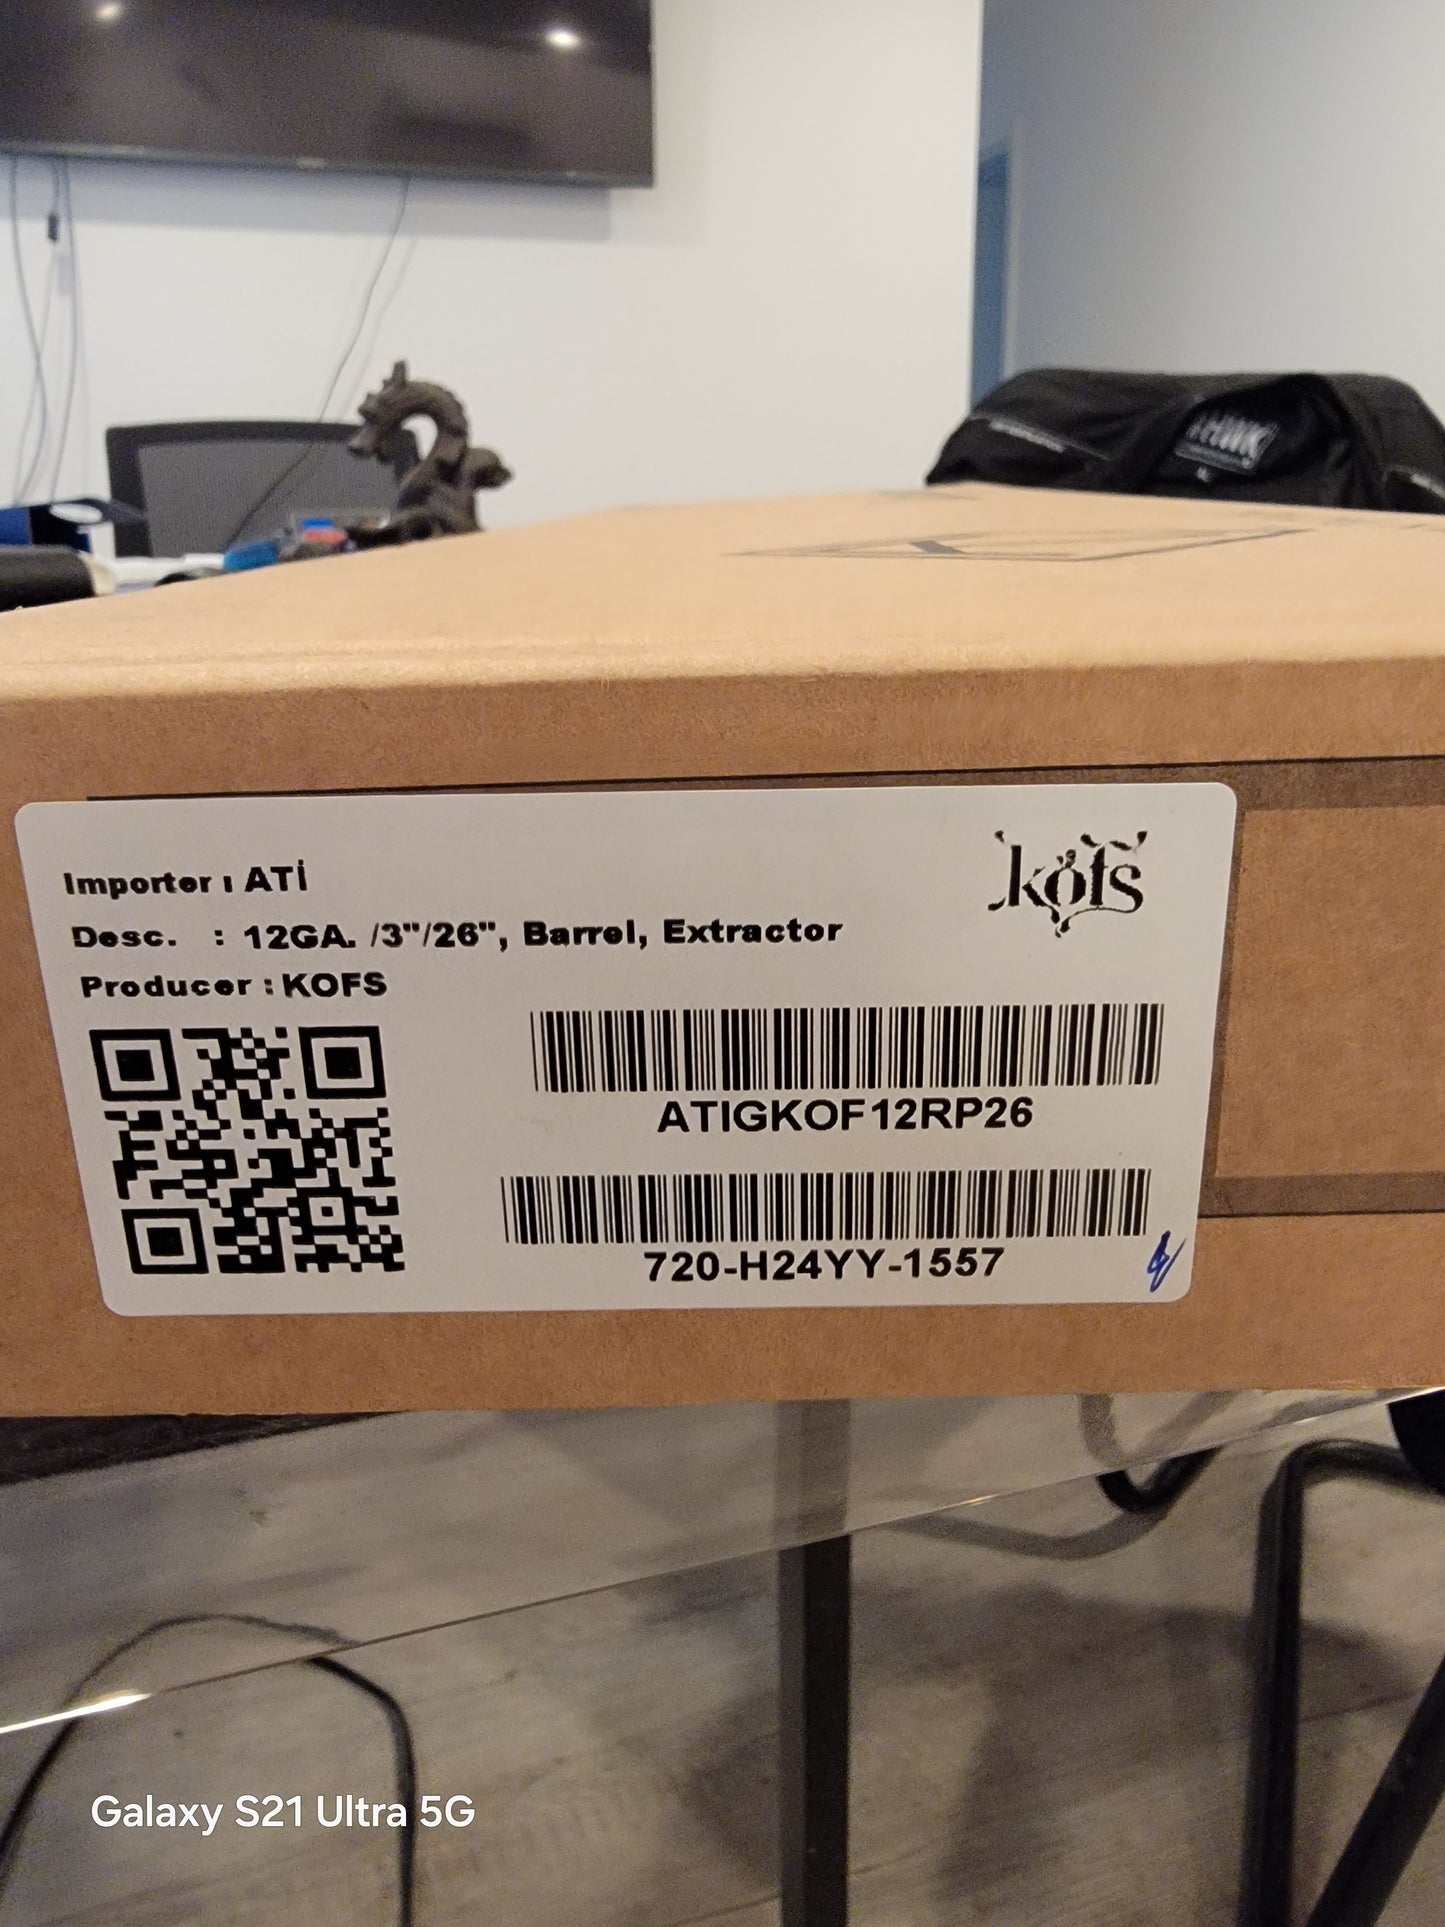 Importer : ATİ
Desc. : 12GA. /3"/26", Barrel, Extractor
Producer : KOFS
kofs
ATIGKOF12RP26
720-H24YY-1557
Galaxy S21 Ultra 5G